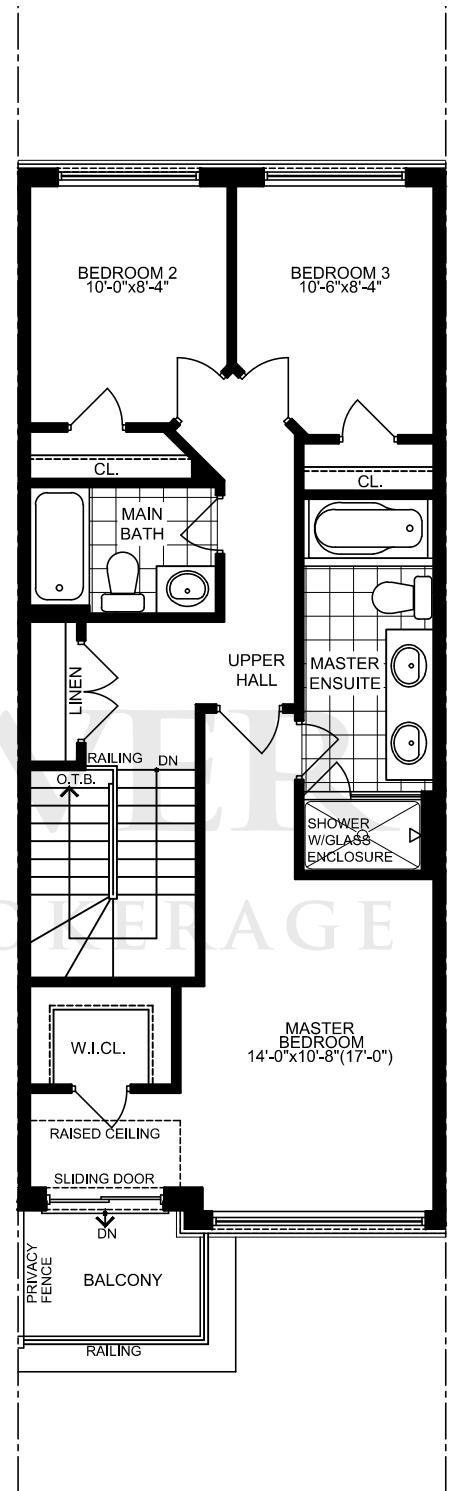 BEDROOM 2
10'-0"x8'-4"
BEDROOM 3
10'-6"x8'-4"
CL.
CL.
MAIN
BATH
UPPER
HALL
MASTER
ENSUITE
LINEN
RAILING
DN
O.T.B.
SHOWER
W/GLASS
ENCLOSURE
VER
OKERAGE
W.I.CL.
MASTER
BEDROOM
14'-0"x10'-8"(17'-0")
RAISED CEILING
SLIDING DOOR
DN
PRIVACY
FENCE
BALCONY
RAILING